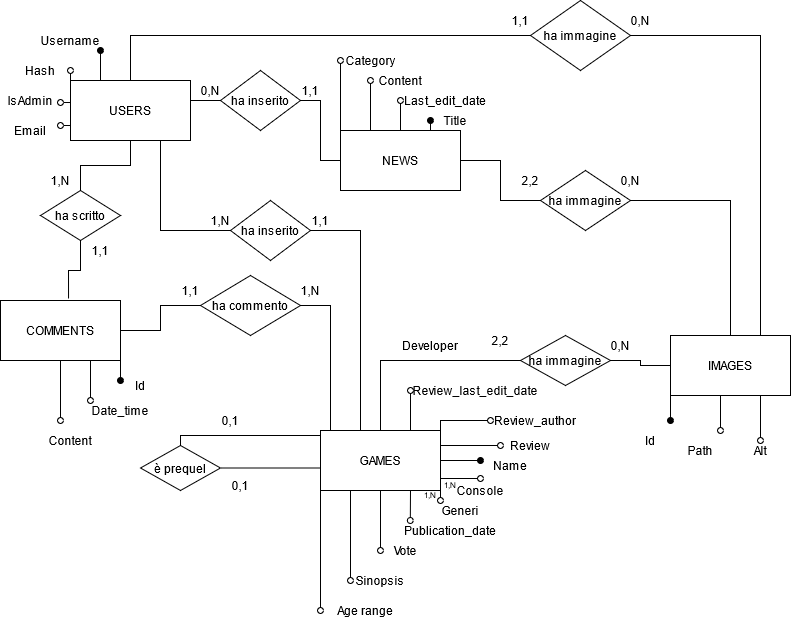 1,1
0,N
ha immagine
Username
Hash
IsAdmin
Email
USERS
0,N
ha inserito
1,1
Category
Content
Last_edit_date
Title
NEWS
2,2
ha immagine
0,N
1,N
ha scritto
1,1
1,N
ha inserito
1,1
COMMENTS
1,1
ha commento
1,N
Id
Date_time
Content
Developer
2,2
ha immagine
0,N
IMAGES
Id
Path
Alt
0,1
è prequel
0,1
GAMES
Review_last_edit_date
Review_author
Review
Name
1,N
Console
1,N
Generi
Publication_date
Vote
Sinopsis
Age range